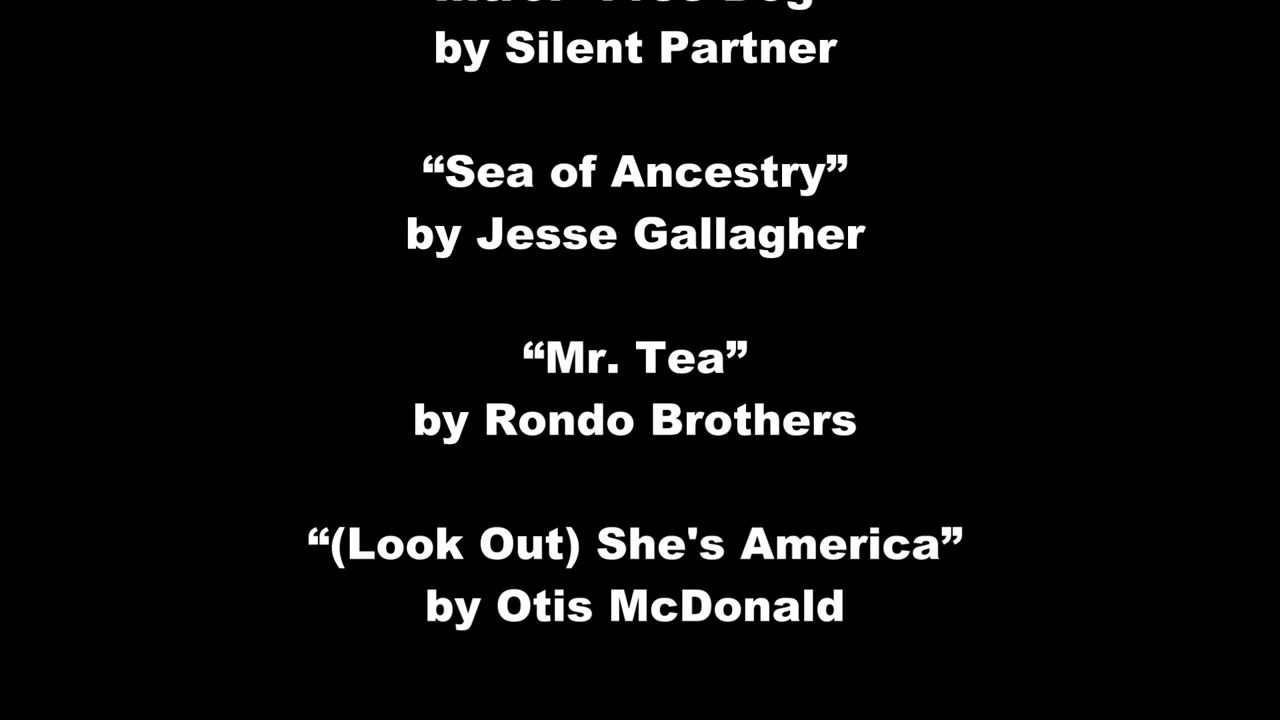 by Silent Partner
“Sea of Ancestry”
by Jesse Gallagher
“Mr. Tea”
by Rondo Brothers
“(Look Out) She's America”
by Otis McDonald